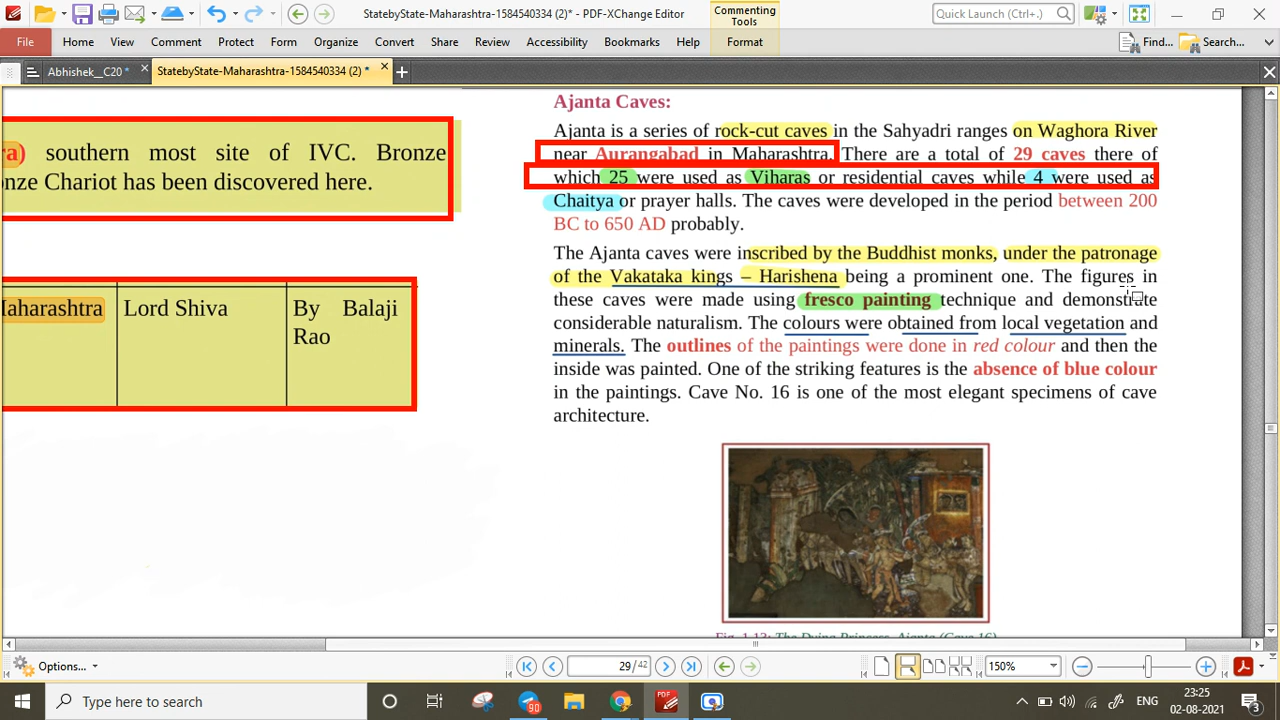 StatebyState-Maharashtra-1584540334 (2)* - PDF-XChange Editor
Commenting Tools
Quick Launch (Ctrl+.)
File Home View Comment Protect Form Organize Convert Share Review Accessibility Bookmarks Help Format
Find... Search...
Abhishek__C20 *
StatebyState-Maharashtra-1584540334 (2) *
ra) southern most site of IVC. Bronze
nze Chariot has been discovered here.
Maharashtra Lord Shiva By Balaji
Rao
Ajanta Caves:
Ajanta is a series of rock-cut caves in the Sahyadri ranges on Waghora River
near Aurangabad in Maharashtra. There are a total of 29 caves there of
which 25 were used as Viharas or residential caves while 4 were used as
Chaitya or prayer halls. The caves were developed in the period between 200
BC to 650 AD probably.
The Ajanta caves were inscribed by the Buddhist monks, under the patronage
of the Vakataka kings – Harishena being a prominent one. The figures in
these caves were made using fresco painting technique and demonstrate
considerable naturalism. The colours were obtained from local vegetation and
minerals. The outlines of the paintings were done in red colour and then the
inside was painted. One of the striking features is the absence of blue colour
in the paintings. Cave No. 16 is one of the most elegant specimens of cave
architecture.
Fig. 1.13: The Dying Princess, Ajanta (Cave 16)
Options...
29 / 42
150%
Type here to search
90
PDF
ENG
23:25
02-08-2021
3